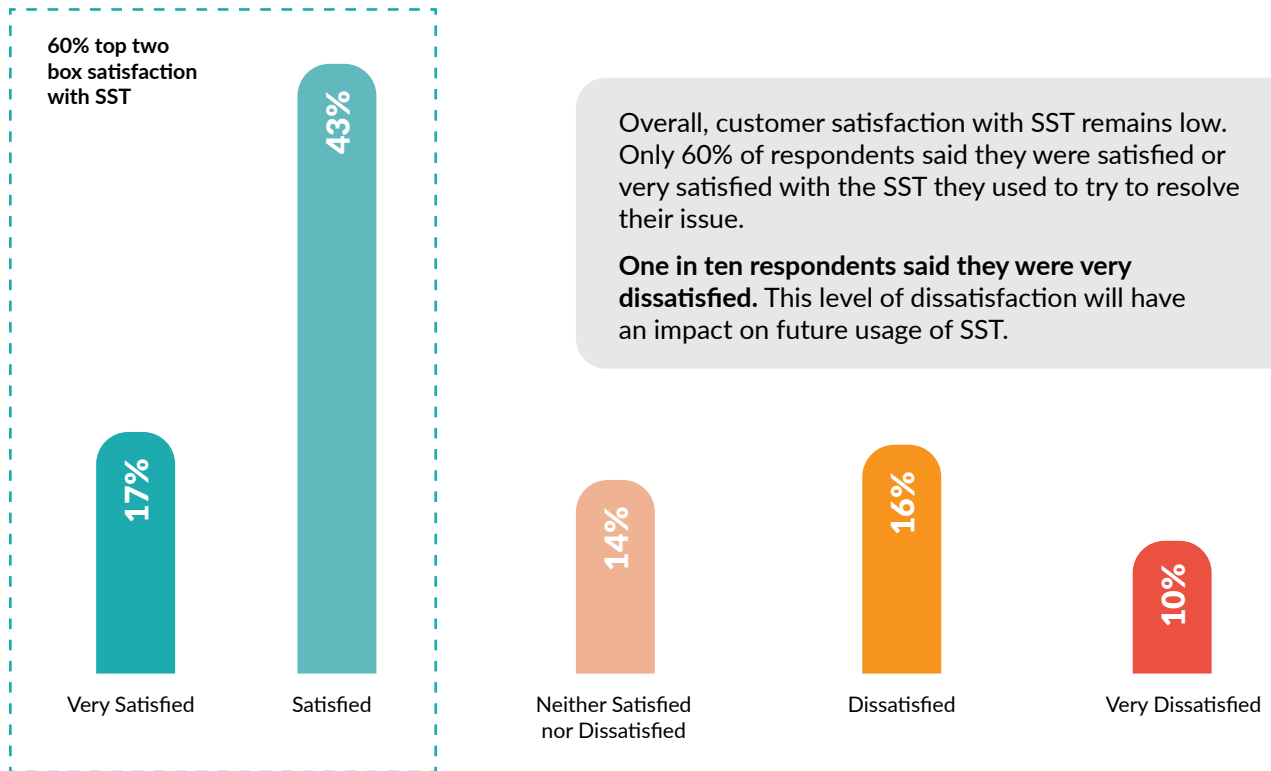 60% top two
box satisfaction
with SST
43%
17%
14%
16%
10%
Very Satisfied
Satisfied
Neither Satisfied
nor Dissatisfied
Dissatisfied
Very Dissatisfied
Overall, customer satisfaction with SST remains low.
Only 60% of respondents said they were satisfied or
very satisfied with the SST they used to try to resolve
their issue.
One in ten respondents said they were very
dissatisfied. This level of dissatisfaction will have
an impact on future usage of SST.